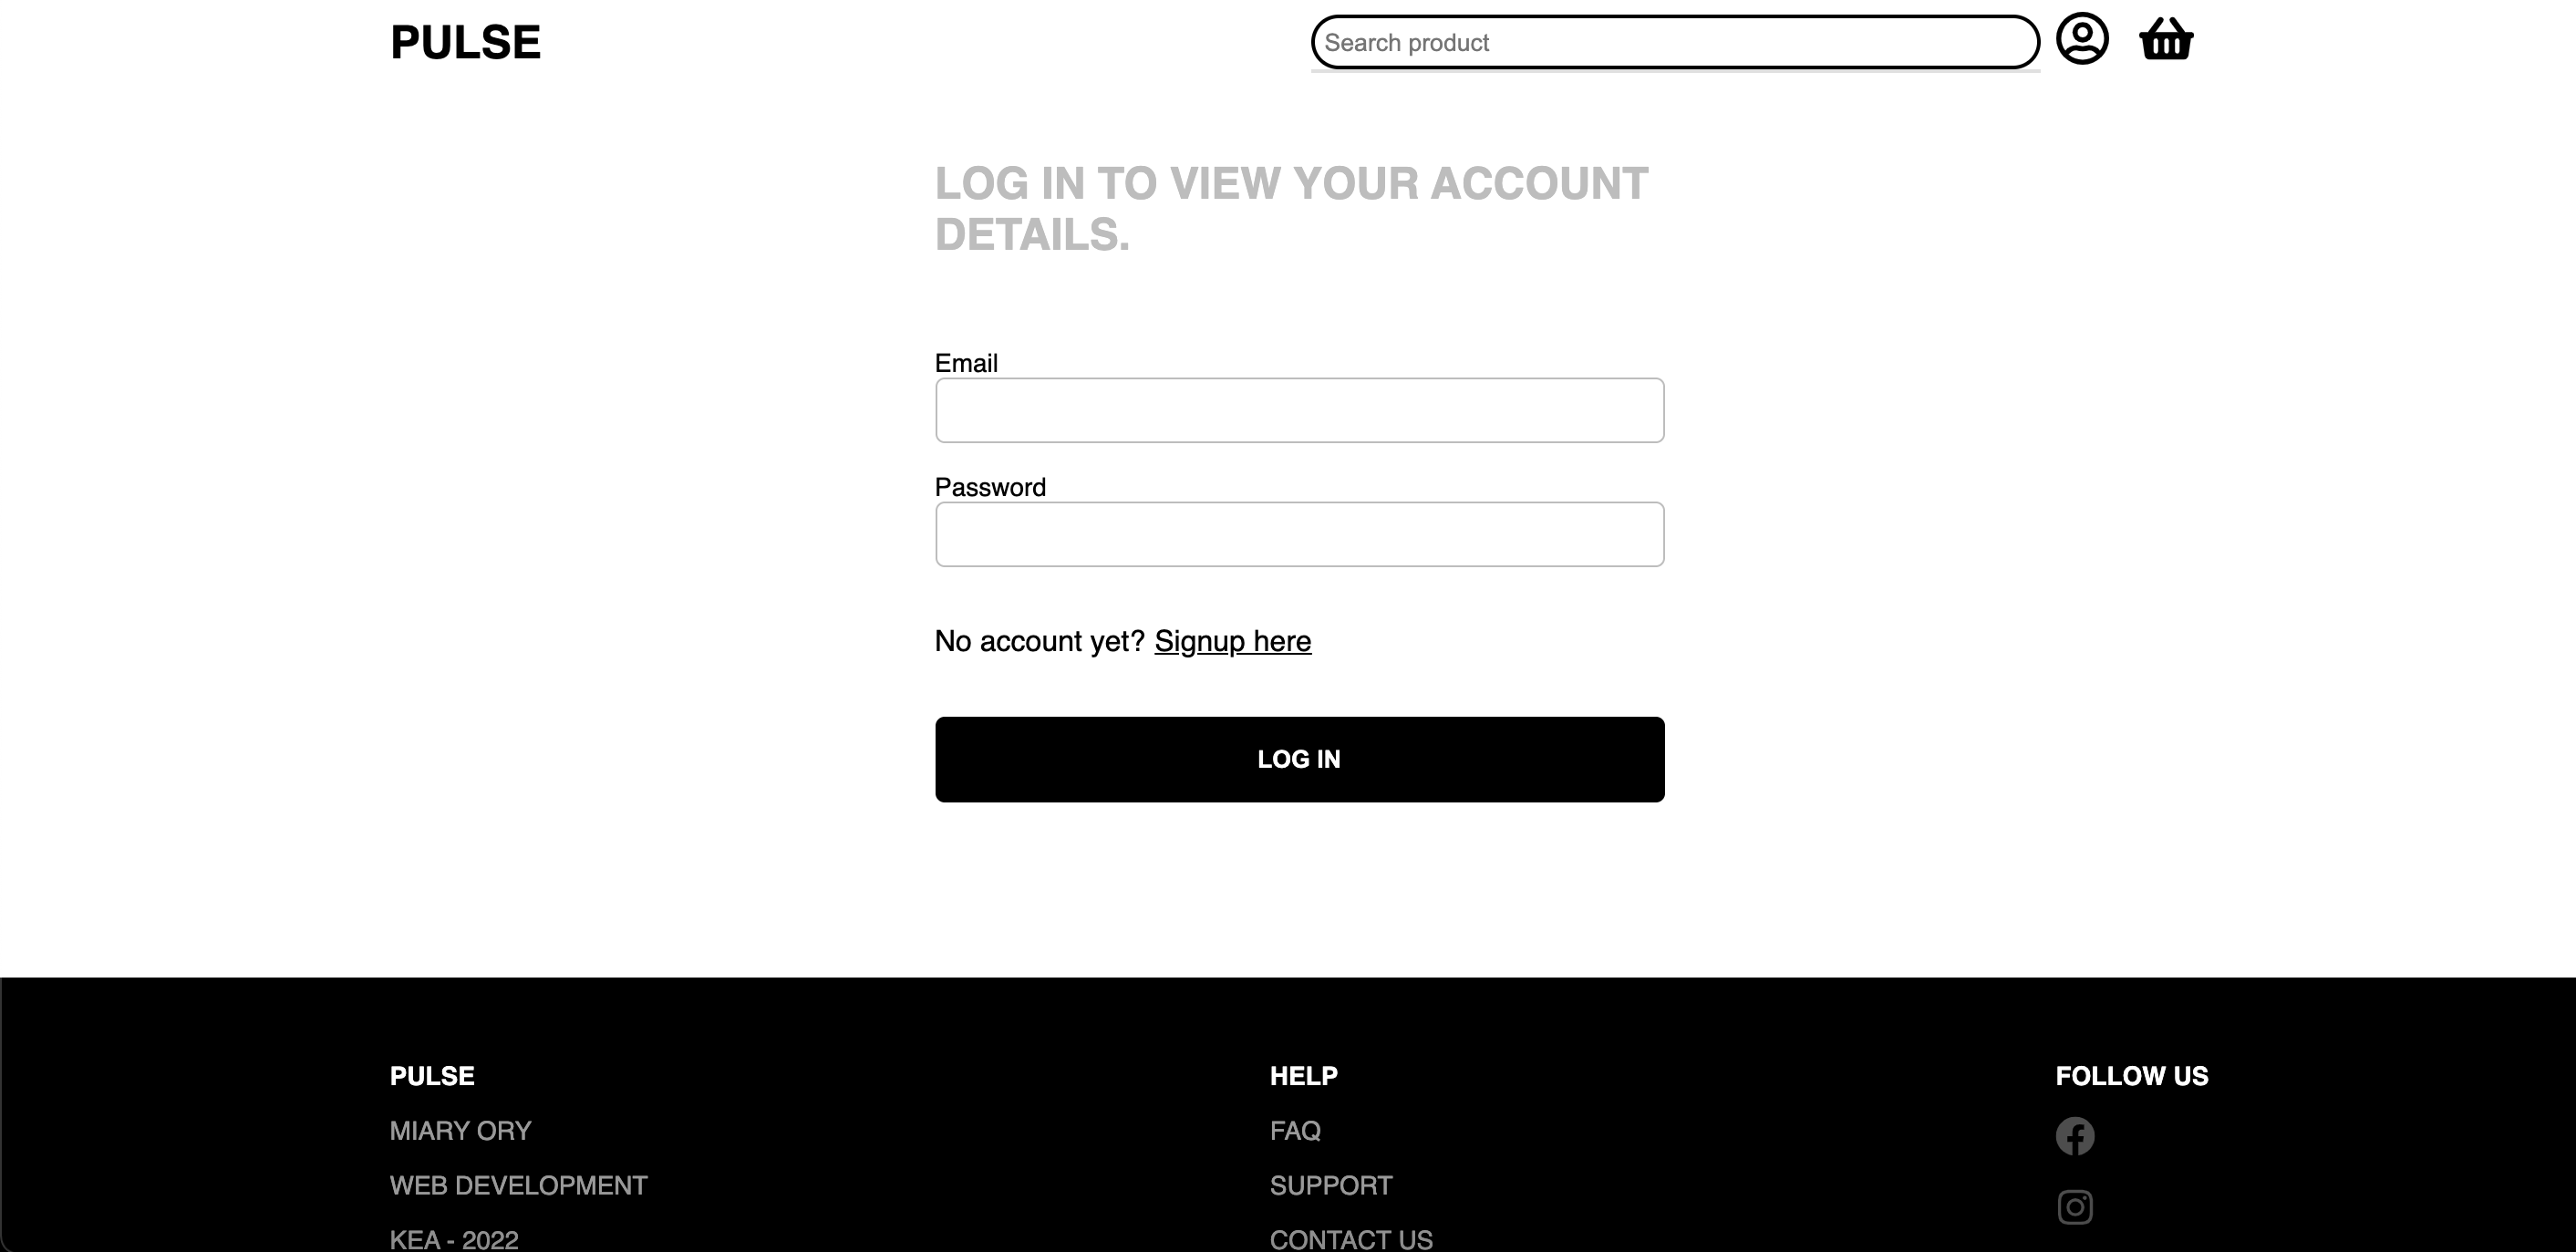 PULSE
Search product
LOG IN TO VIEW YOUR ACCOUNT
DETAILS.
Email
Password
No account yet? Signup here
LOG IN
PULSE
MIARY ORY
WEB DEVELOPMENT
KEA - 2022
HELP
FAQ
SUPPORT
CONTACT US
FOLLOW US